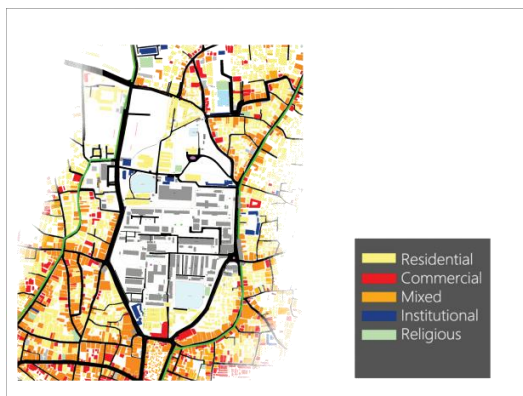 Residential
Commercial
Mixed
Institutional
Religious